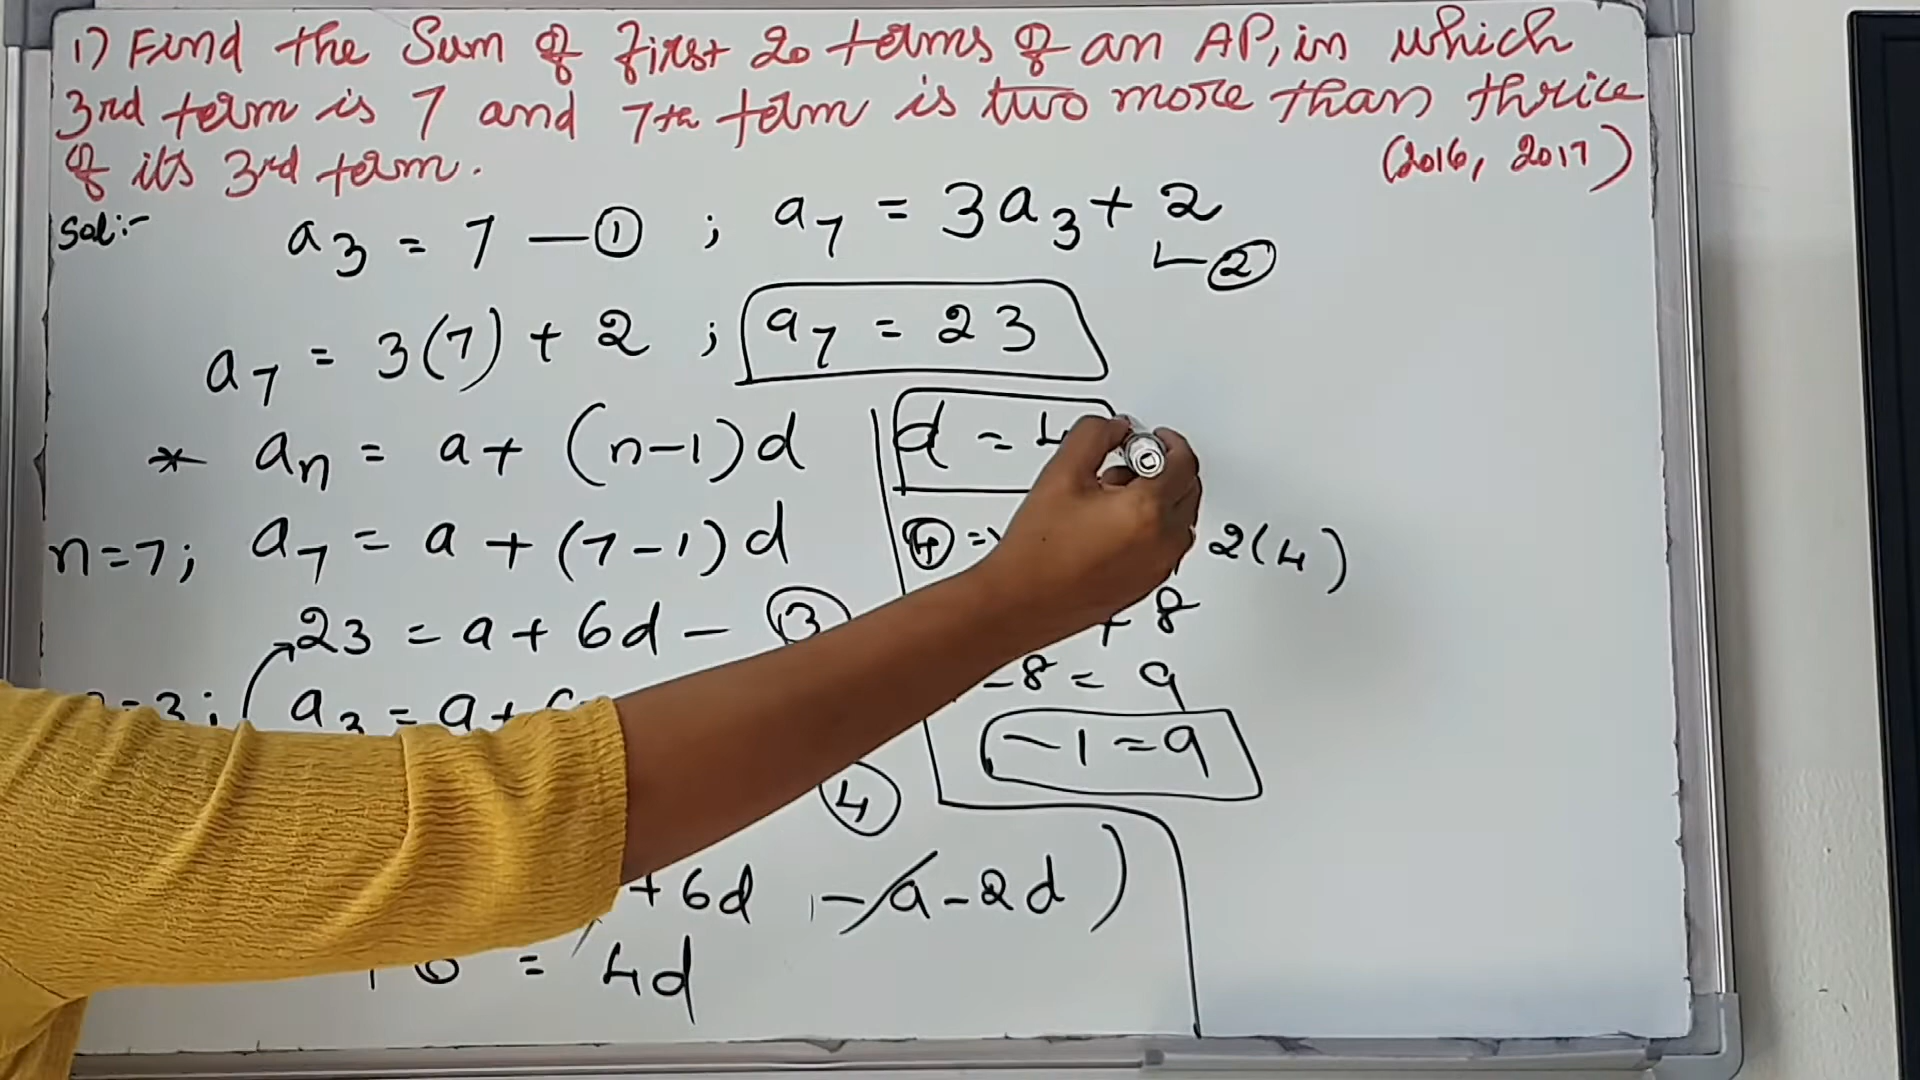 1) Find the Sum of first 20 terms of an AP, in which
3rd term is 7 and 7th term is two more than thrice
of its 3rd term. (2016, 2017)
Sol:-
a3 = 7 — ① ; a7 = 3a3 + 2
②
a7 = 3(7) + 2 ; a7 = 23
* an = a + (n-1)d
n=7; a7 = a + (7-1)d
23 = a + 6d - ③
=3; a3 = a +
④
+ 6d - a - 2d )
= 4d
d = 4
④ => 2(4)
+ 8
-8 = a
-1 = a